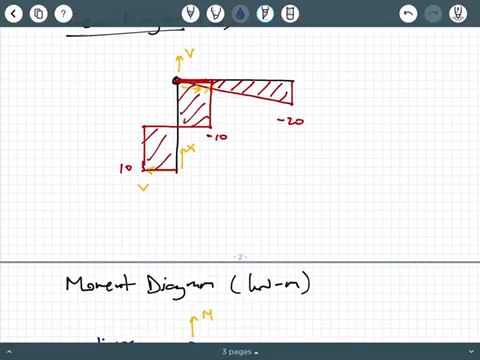 V
-20
-10
10
X
V
- 2 -
Moment Diagram (kN-m)
M
3 pages